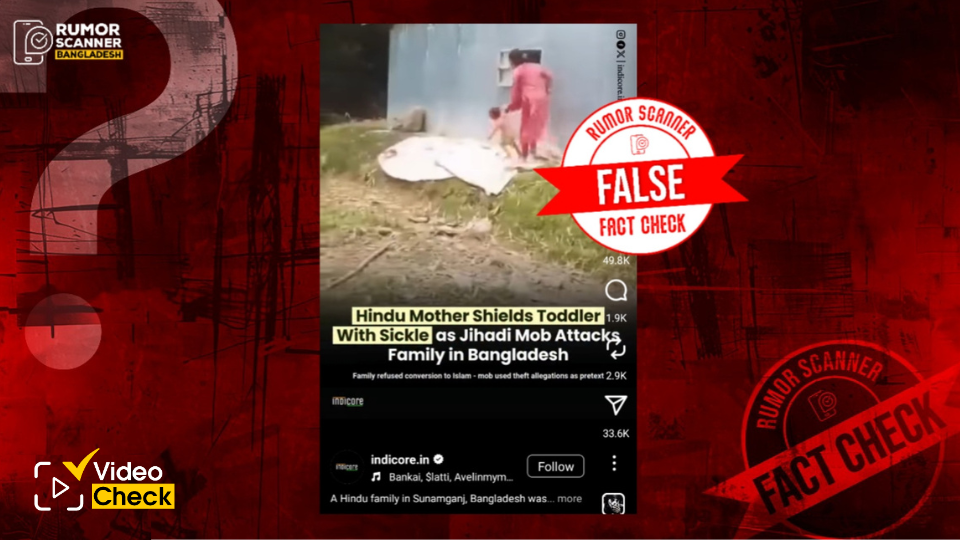 RUMOR
SCANNER
BANGLADESH
indicore.in
RUMOR SCANNER
FALSE
FACT CHECK
49.8K
Hindu Mother Shields Toddler
With Sickle as Jihadi Mob Attacks
Family in Bangladesh
1.9K
Family refused conversion to Islam - mob used theft allegations as pretext
2.9K
indicore
33.6K
indicore.in
Follow
Bankai, $latti, Avelinmym...
A Hindu family in Sunamganj, Bangladesh was... more
Video
Check
RUMOR SCANNER
FACT CHECK